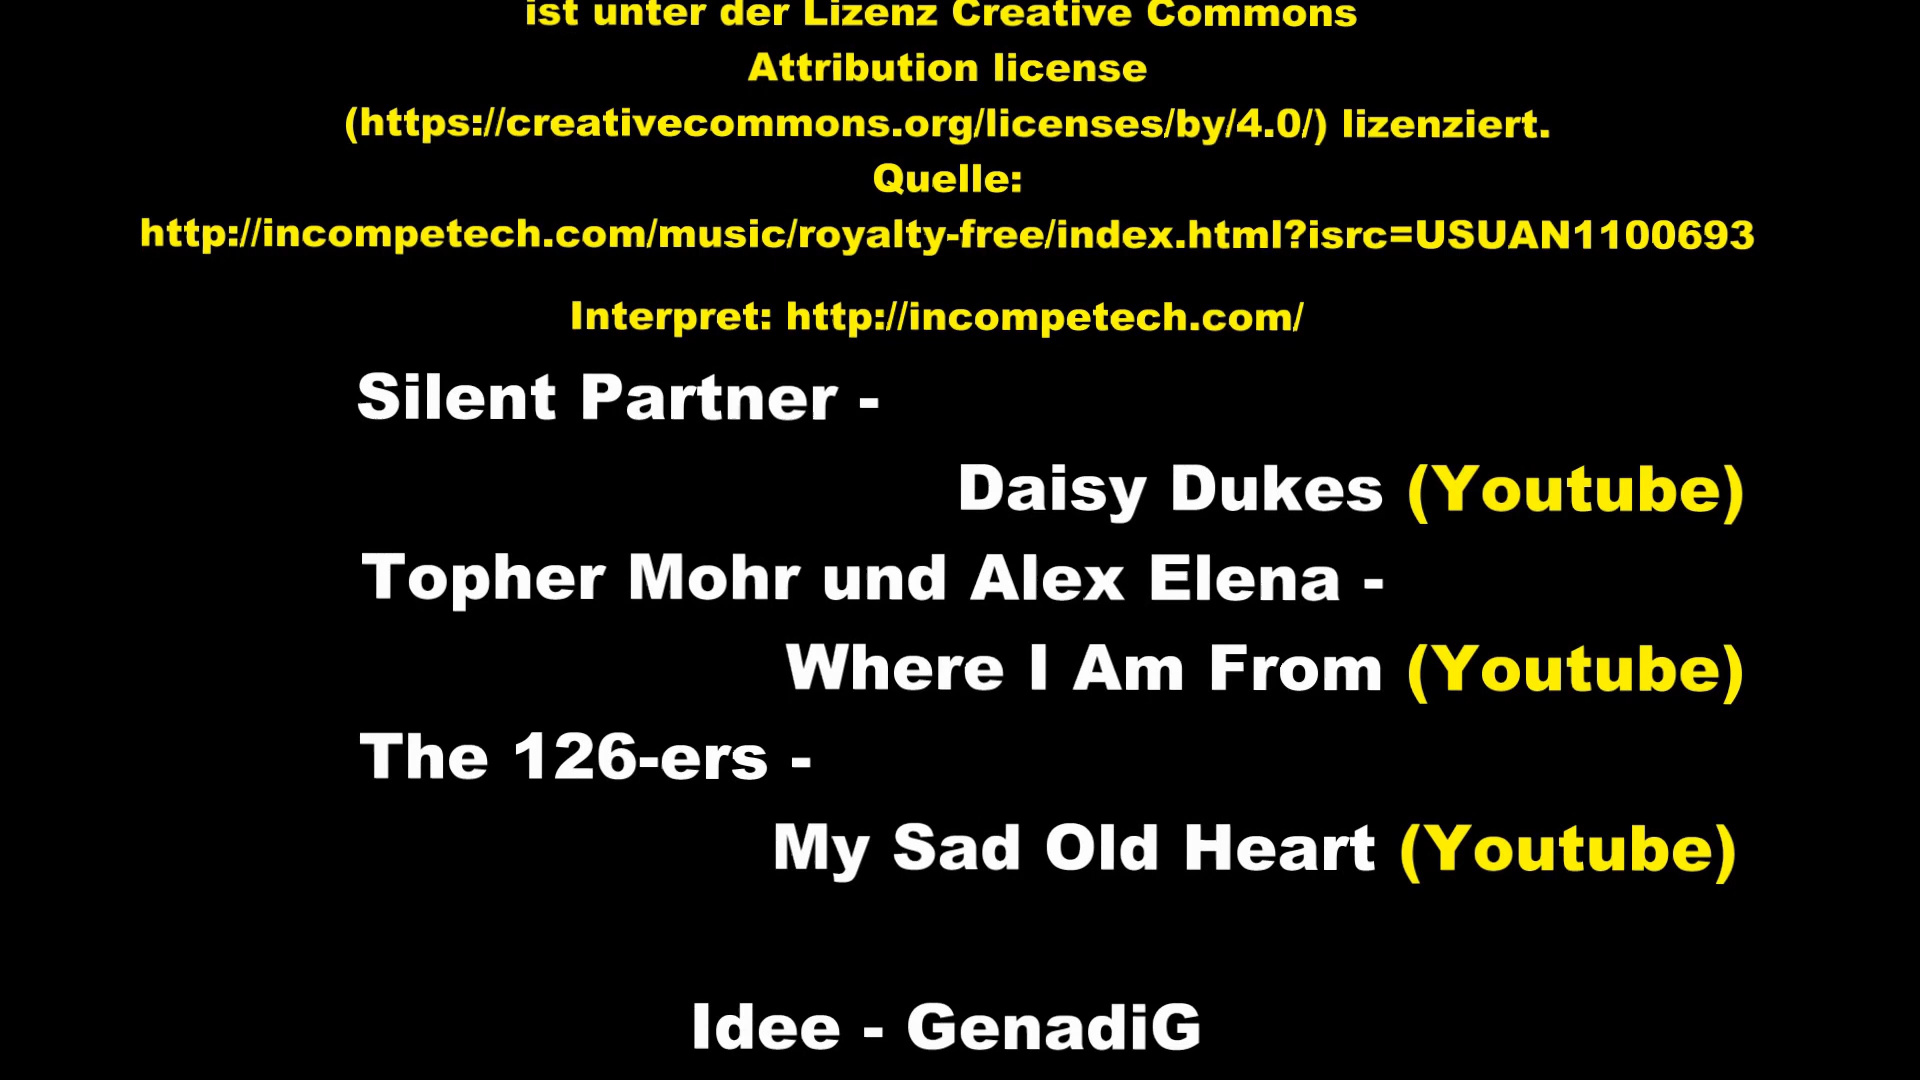 ist unter der Lizenz Creative Commons
Attribution license
(https://creativecommons.org/licenses/by/4.0/) lizenziert.
Quelle:
http://incompetech.com/music/royalty-free/index.html?isrc=USUAN1100693
Interpret: http://incompetech.com/
Silent Partner -
Daisy Dukes (Youtube)
Topher Mohr und Alex Elena -
Where I Am From (Youtube)
The 126-ers -
My Sad Old Heart (Youtube)
Idee - GenadiG